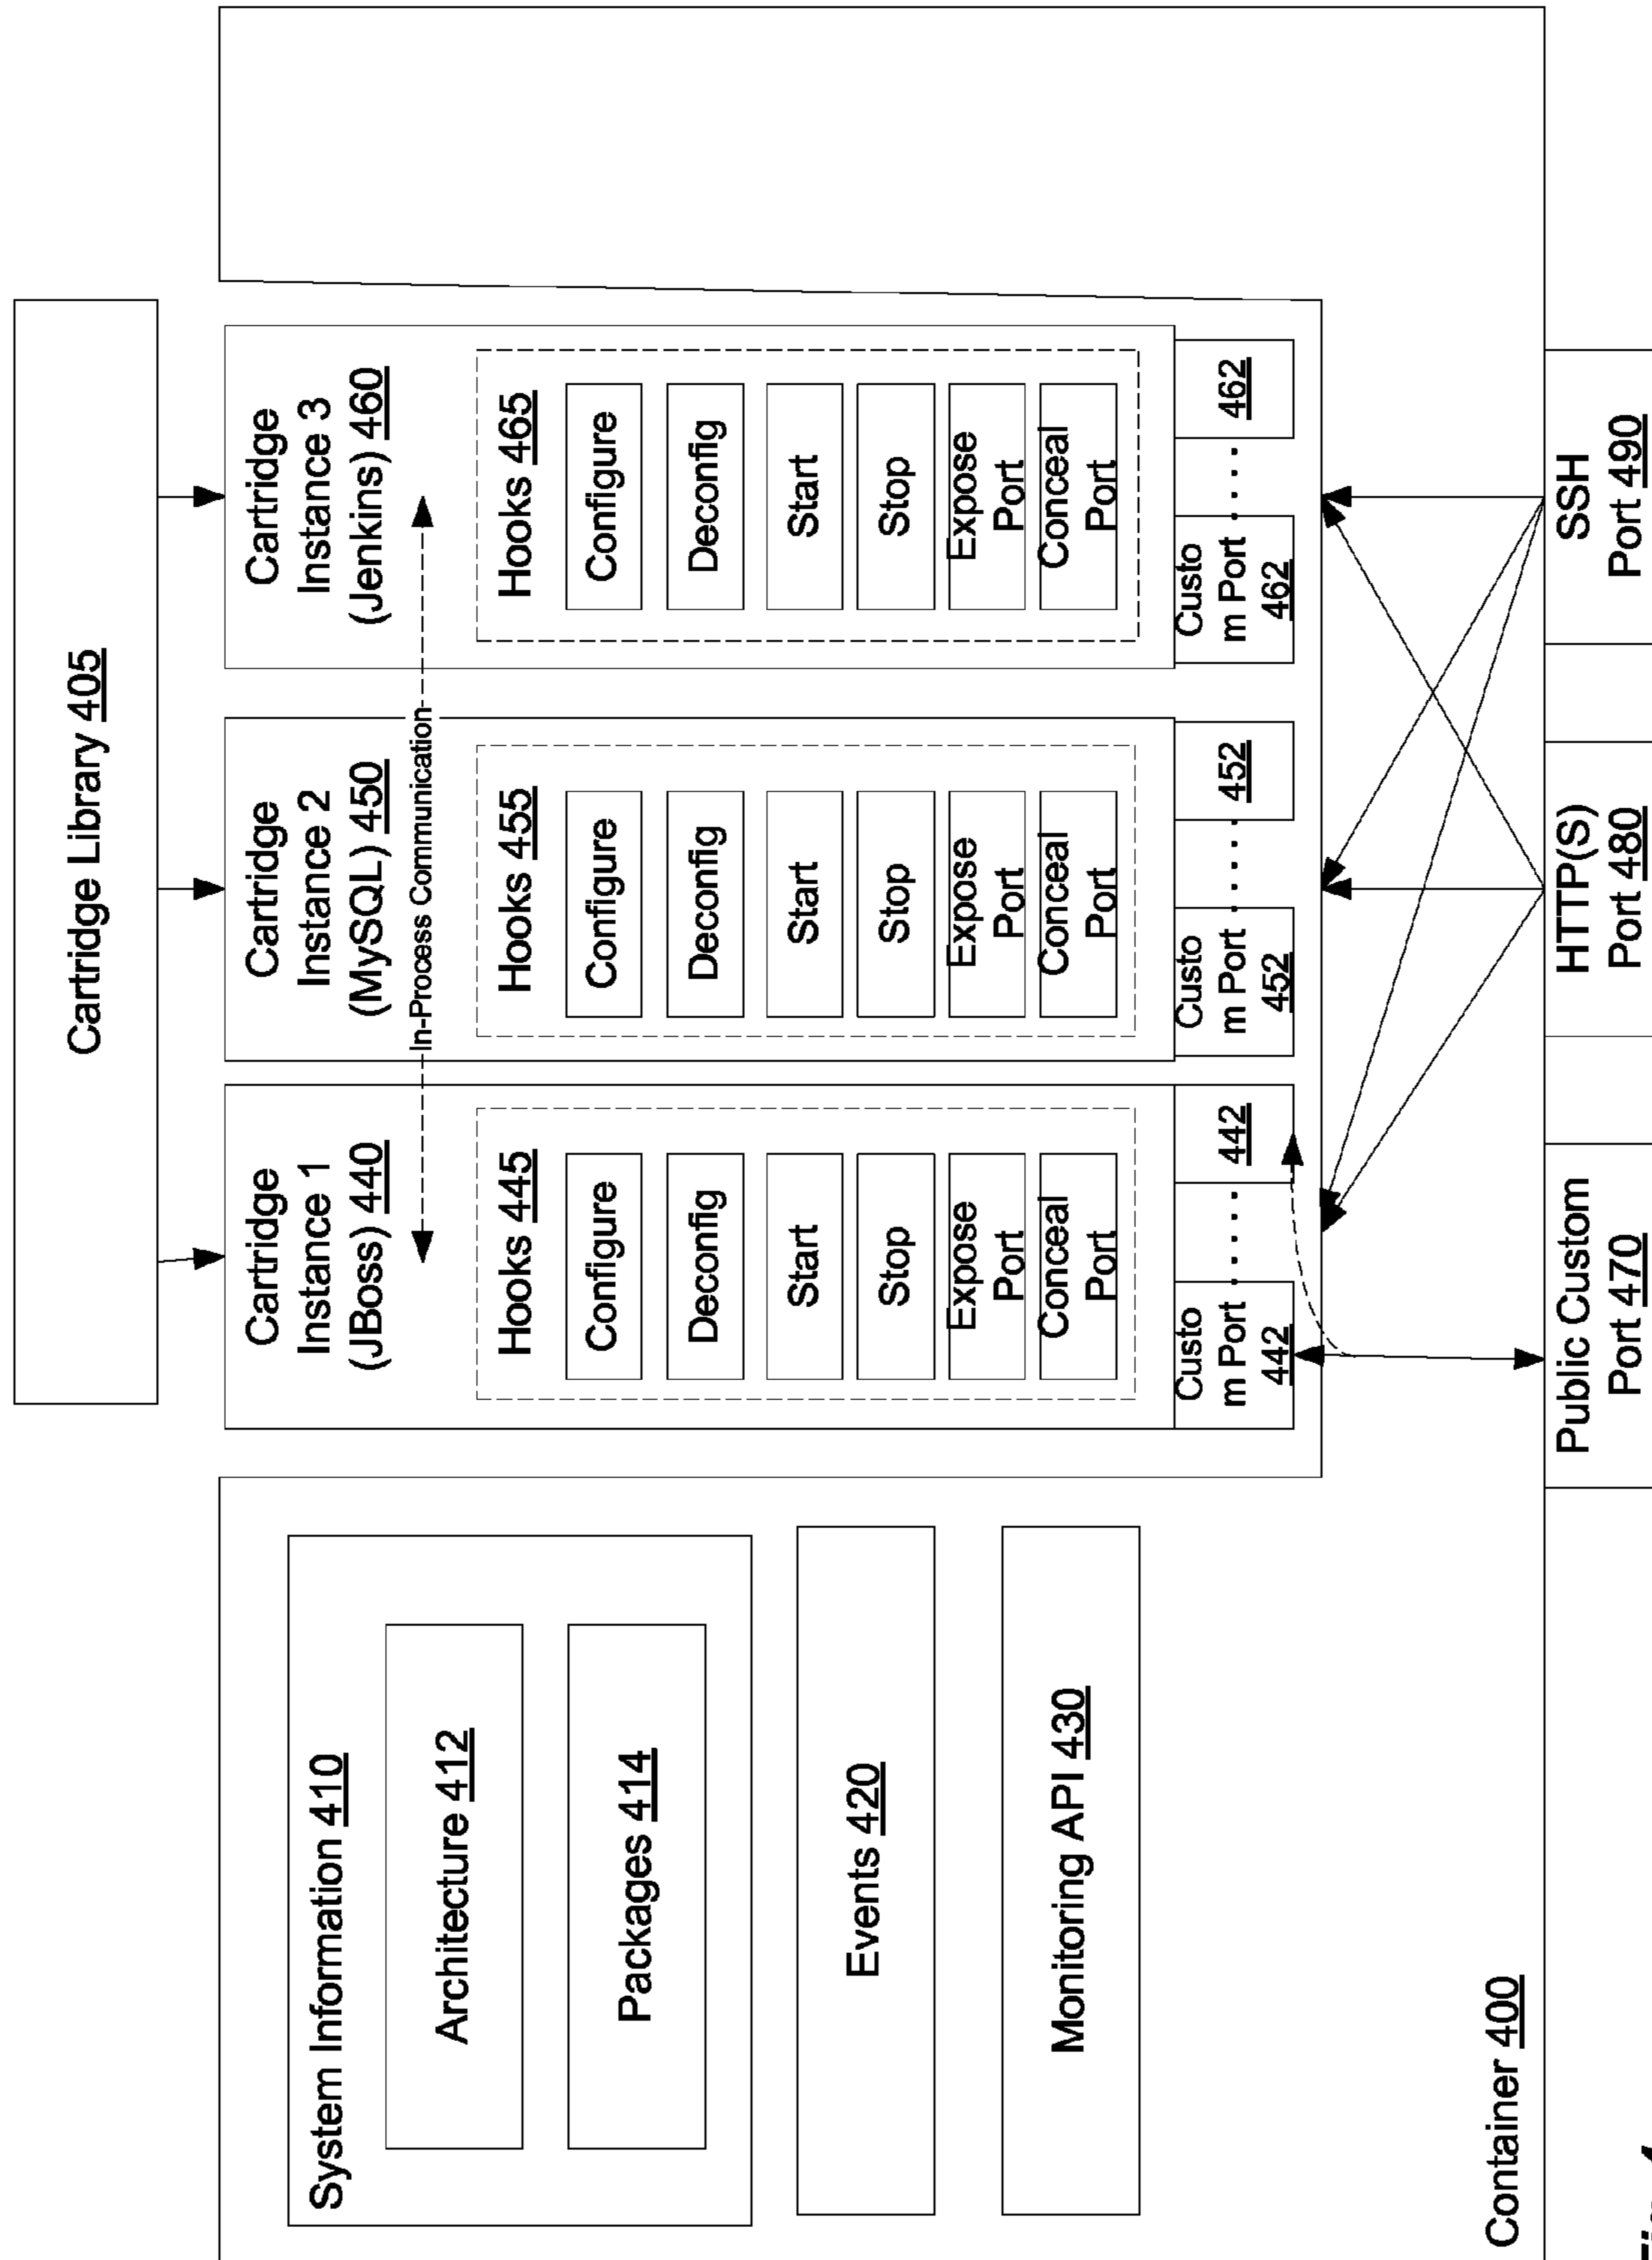 Cartridge Library 405
System Information 410
Architecture 412
Packages 414
Events 420
Monitoring API 430
Container 400
Cartridge
Instance 1
(JBoss) 440
Hooks 445
Configure
Deconfig
Start
Stop
Expose
Port
Conceal
Port
Custo
m Port
442
.....
442
In-Process Communication
Cartridge
Instance 2
(MySQL) 450
Hooks 455
Configure
Deconfig
Start
Stop
Expose
Port
Conceal
Port
Custo
m Port
452
.....
452
Cartridge
Instance 3
(Jenkins) 460
Hooks 465
Configure
Deconfig
Start
Stop
Expose
Port
Conceal
Port
Custo
m Port
462
.....
462
Public Custom
Port 470
HTTP(S)
Port 480
SSH
Port 490